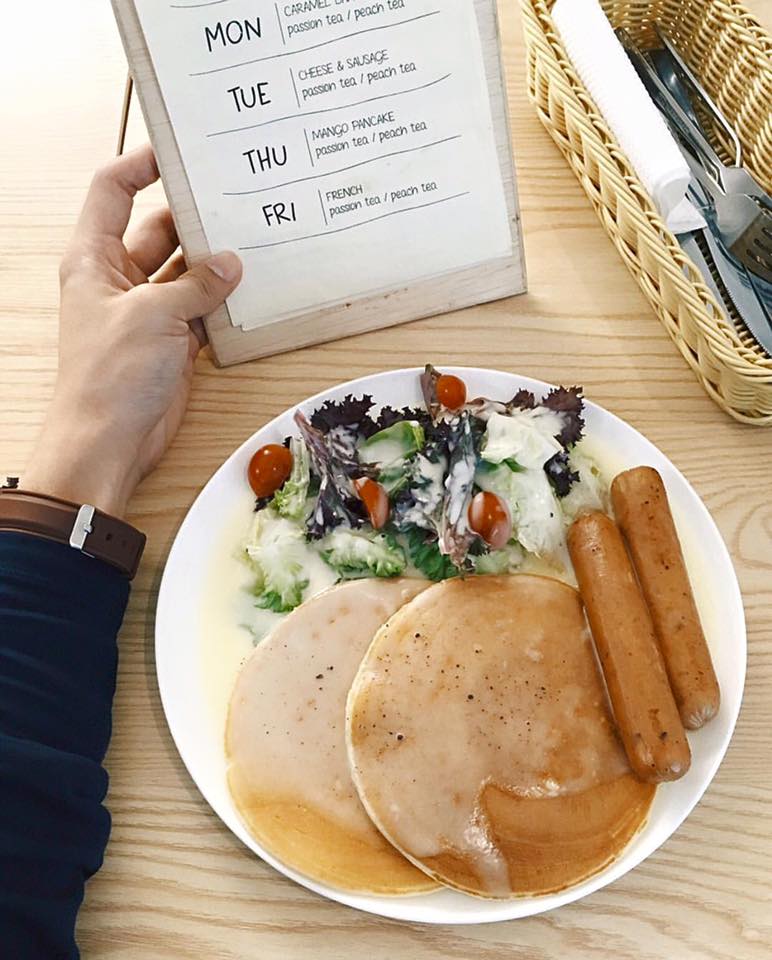 MON
CARAMEL
passion tea / peach tea
TUE
CHEESE & SAUSAGE
passion tea / peach tea
THU
MANGO PANCAKE
passion tea / peach tea
FRI
FRENCH
passion tea / peach tea